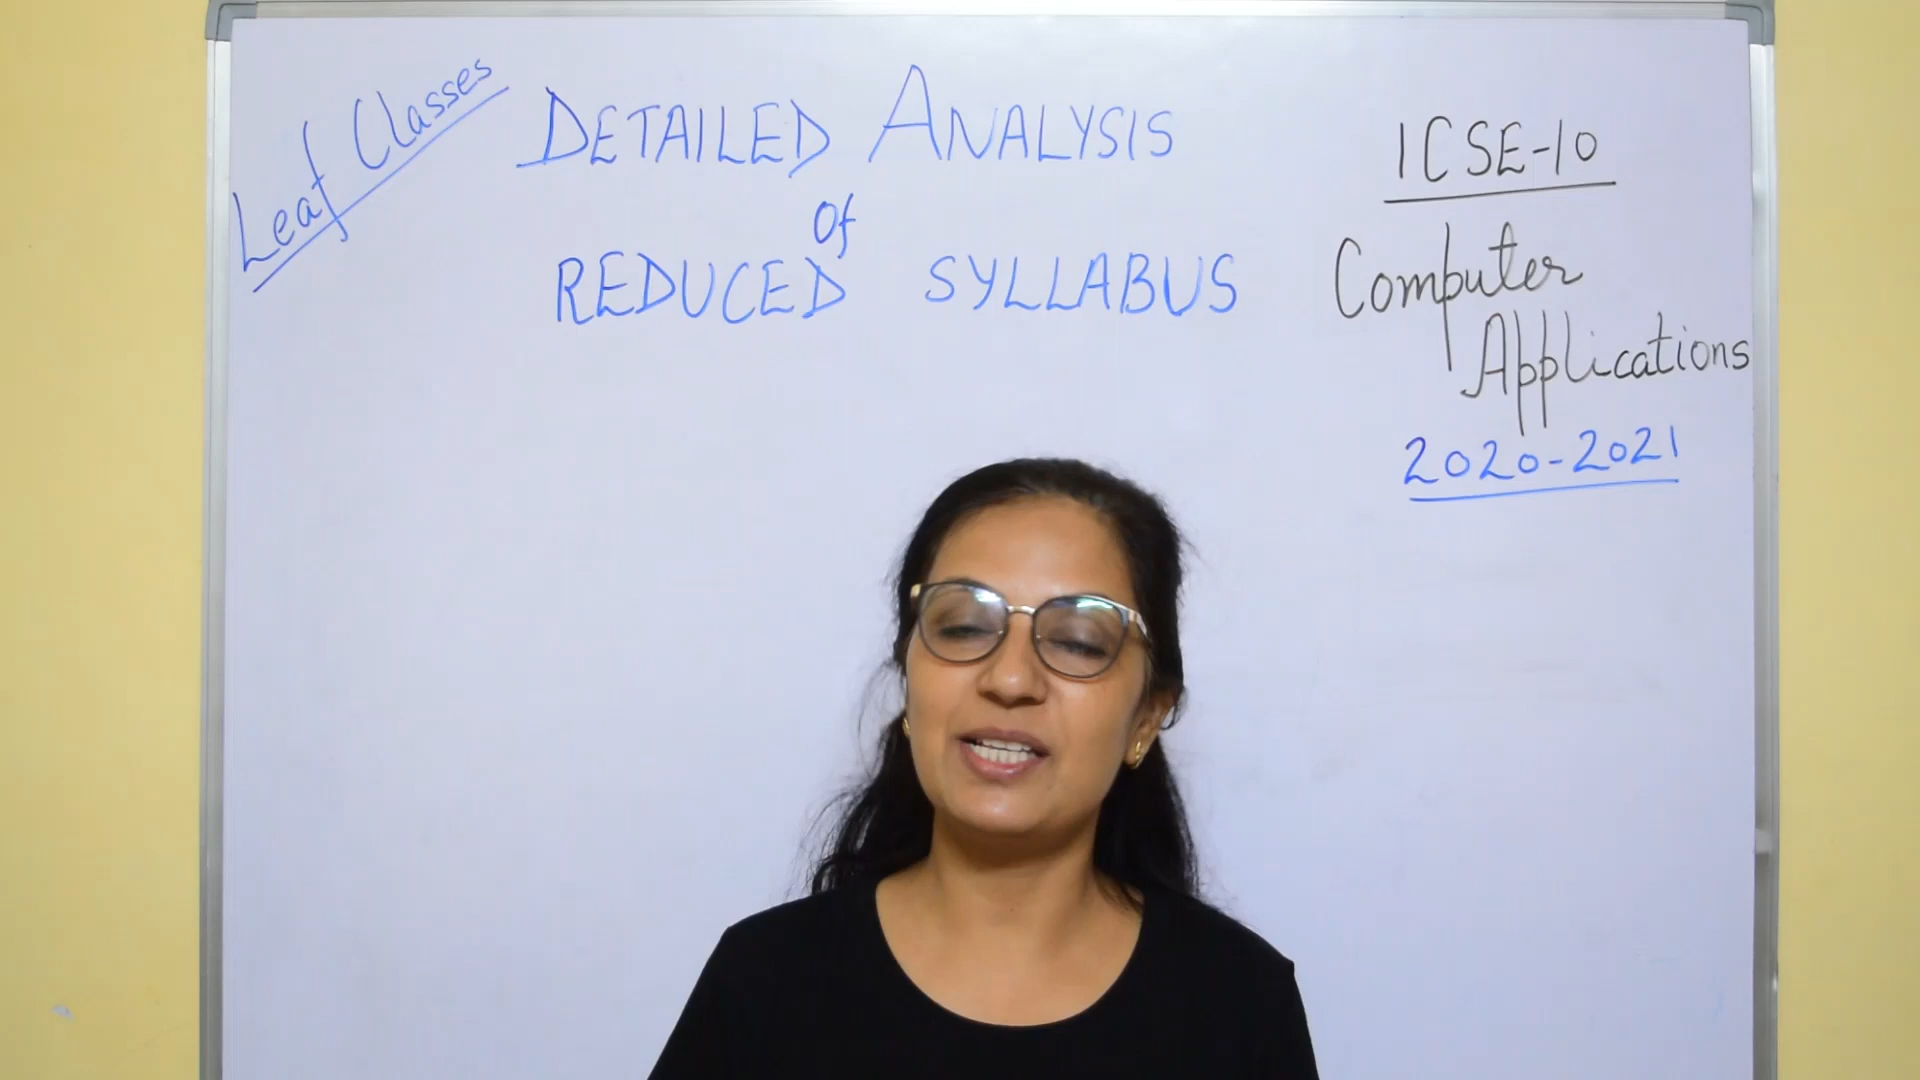 Leaf Classes
DETAILED ANALYSIS
Of
REDUCED SYLLABUS
ICSE-10
Computer
Applications
2020-2021